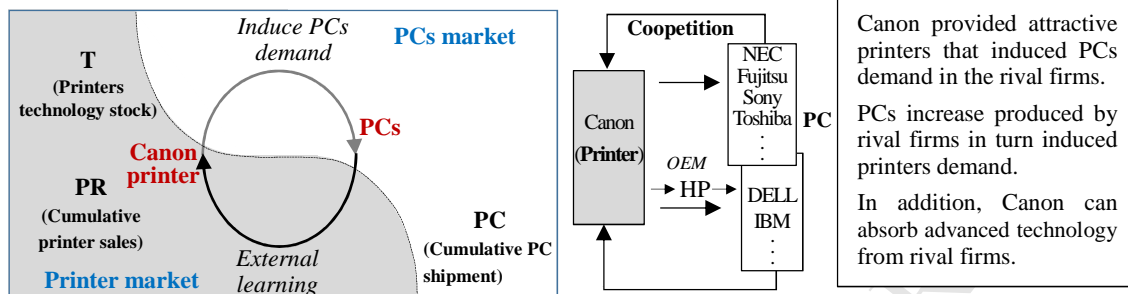 Induce PCs
demand
PCs market
T
(Printers
technology stock)
PCs
Canon
printer
PR
(Cumulative
printer sales)
PC
(Cumulative PC
shipment)
External
learning
Printer market
Coopetition
NEC
Fujitsu
Sony
Toshiba
PC
Canon
(Printer)
OEM
HP
DELL
IBM
Canon provided attractive
printers that induced PCs
demand in the rival firms.
PCs increase produced by
rival firms in turn induced
printers demand.
In addition, Canon can
absorb advanced technology
from rival firms.